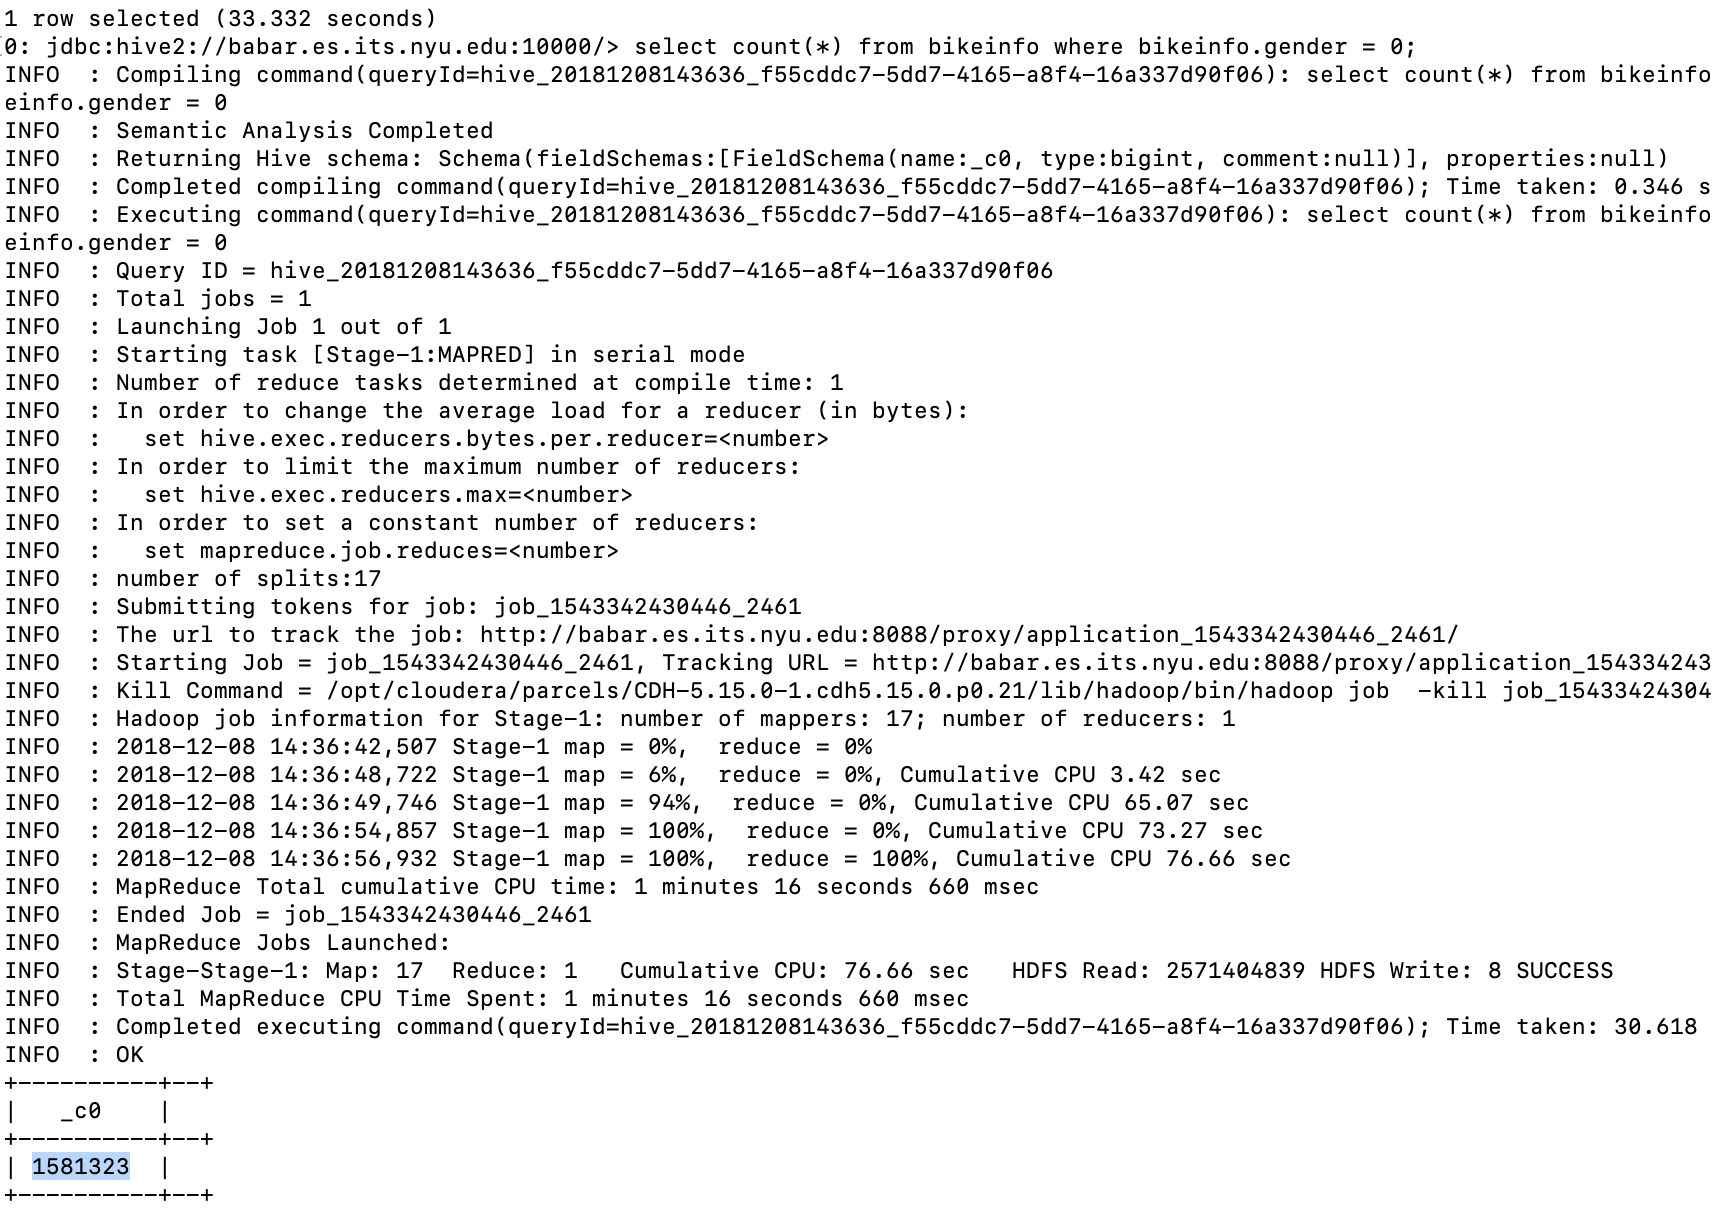 1 row selected (33.332 seconds)
0: jdbc:hive2://babar.es.its.nyu.edu:10000/> select count(*) from bikeinfo where bikeinfo.gender = 0;
INFO  : Compiling command(queryId=hive_20181208143636_f55cddc7-5dd7-4165-a8f4-16a337d90f06): select count(*) from bikeinfo
einfo.gender = 0
INFO  : Semantic Analysis Completed
INFO  : Returning Hive schema: Schema(fieldSchemas:[FieldSchema(name:_c0, type:bigint, comment:null)], properties:null)
INFO  : Completed compiling command(queryId=hive_20181208143636_f55cddc7-5dd7-4165-a8f4-16a337d90f06); Time taken: 0.346 s
INFO  : Executing command(queryId=hive_20181208143636_f55cddc7-5dd7-4165-a8f4-16a337d90f06): select count(*) from bikeinfo
einfo.gender = 0
INFO  : Query ID = hive_20181208143636_f55cddc7-5dd7-4165-a8f4-16a337d90f06
INFO  : Total jobs = 1
INFO  : Launching Job 1 out of 1
INFO  : Starting task [Stage-1:MAPRED] in serial mode
INFO  : Number of reduce tasks determined at compile time: 1
INFO  : In order to change the average load for a reducer (in bytes):
INFO  :   set hive.exec.reducers.bytes.per.reducer=<number>
INFO  : In order to limit the maximum number of reducers:
INFO  :   set hive.exec.reducers.max=<number>
INFO  : In order to set a constant number of reducers:
INFO  :   set mapreduce.job.reduces=<number>
INFO  : number of splits:17
INFO  : Submitting tokens for job: job_1543342430446_2461
INFO  : The url to track the job: http://babar.es.its.nyu.edu:8088/proxy/application_1543342430446_2461/
INFO  : Starting Job = job_1543342430446_2461, Tracking URL = http://babar.es.its.nyu.edu:8088/proxy/application_154334243
INFO  : Kill Command = /opt/cloudera/parcels/CDH-5.15.0-1.cdh5.15.0.p0.21/lib/hadoop/bin/hadoop job  -kill job_15433424304
INFO  : Hadoop job information for Stage-1: number of mappers: 17; number of reducers: 1
INFO  : 2018-12-08 14:36:42,507 Stage-1 map = 0%,  reduce = 0%
INFO  : 2018-12-08 14:36:48,722 Stage-1 map = 6%,  reduce = 0%, Cumulative CPU 3.42 sec
INFO  : 2018-12-08 14:36:49,746 Stage-1 map = 94%,  reduce = 0%, Cumulative CPU 65.07 sec
INFO  : 2018-12-08 14:36:54,857 Stage-1 map = 100%,  reduce = 0%, Cumulative CPU 73.27 sec
INFO  : 2018-12-08 14:36:56,932 Stage-1 map = 100%,  reduce = 100%, Cumulative CPU 76.66 sec
INFO  : MapReduce Total cumulative CPU time: 1 minutes 16 seconds 660 msec
INFO  : Ended Job = job_1543342430446_2461
INFO  : MapReduce Jobs Launched:
INFO  : Stage-Stage-1: Map: 17  Reduce: 1   Cumulative CPU: 76.66 sec   HDFS Read: 2571404839 HDFS Write: 8 SUCCESS
INFO  : Total MapReduce CPU Time Spent: 1 minutes 16 seconds 660 msec
INFO  : Completed executing command(queryId=hive_20181208143636_f55cddc7-5dd7-4165-a8f4-16a337d90f06); Time taken: 30.618
INFO  : OK
+----------+--+
|   _c0    |
+----------+--+
| 1581323  |
+----------+--+